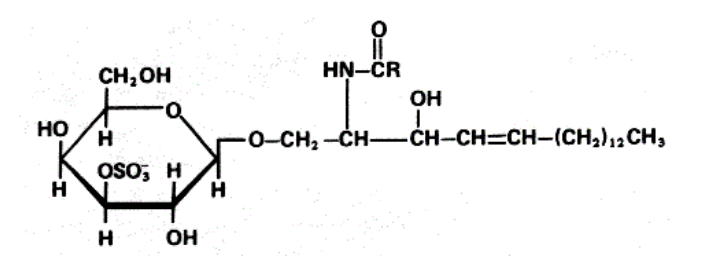 O
HN–CR
CH₂OH
OH
HO O
H –O–CH₂–CH–CH–CH=CH–(CH₂)₁₂CH₃
OSO₃⁻ H
H H
H OH